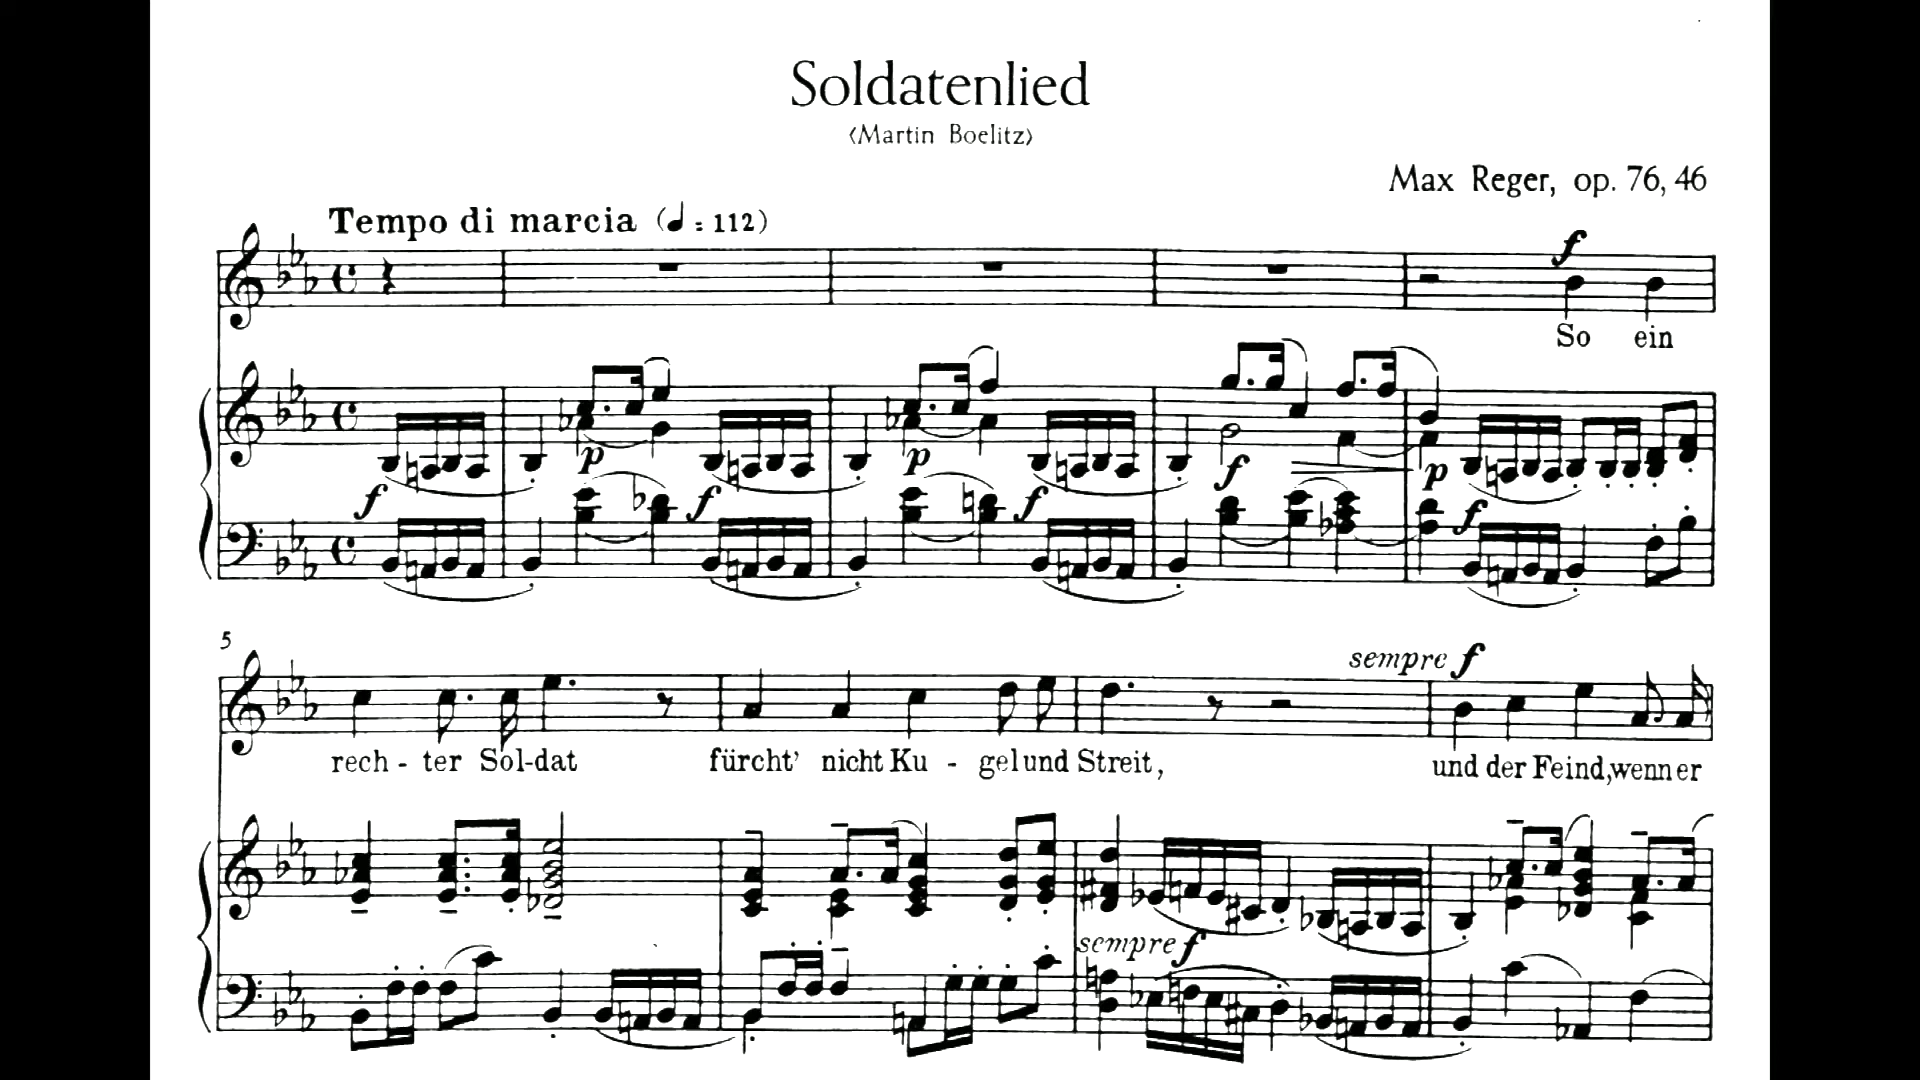 Soldatenlied
‹Martin Boelitz›
Max Reger, op. 76, 46
Tempo di marcia (♩ = 112)
f
So ein
p p f p
f f f f
5
sempre f
rech - ter Sol-dat fürcht' nicht Ku - gel und Streit, und der Feind, wenn er
sempre f